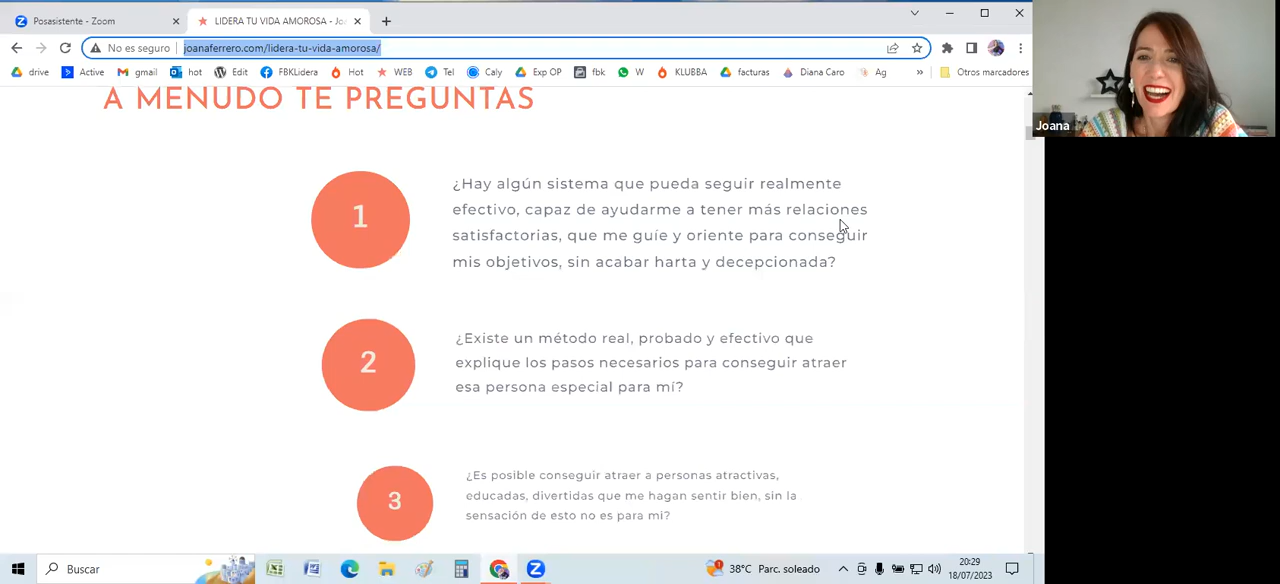 Posasistente - Zoom
LIDERA TU VIDA AMOROSA - Joa
No es seguro
joanaferrero.com/lidera-tu-vida-amorosa/
drive Active gmail hot Edit FBKLidera Hot WEB Tel Caly Exp OP fbk W KLUBBA facturas Diana Caro Ag » Otros marcadores
Joana
A MENUDO TE PREGUNTAS
1
¿Hay algún sistema que pueda seguir realmente
efectivo, capaz de ayudarme a tener más relaciones
satisfactorias, que me guíe y oriente para conseguir
mis objetivos, sin acabar harta y decepcionada?
2
¿Existe un método real, probado y efectivo que
explique los pasos necesarios para conseguir atraer
esa persona especial para mí?
3
¿Es posible conseguir atraer a personas atractivas,
educadas, divertidas que me hagan sentir bien, sin la
sensación de esto no es para mi?
Buscar
38°C Parc. soleado
20:29
18/07/2023